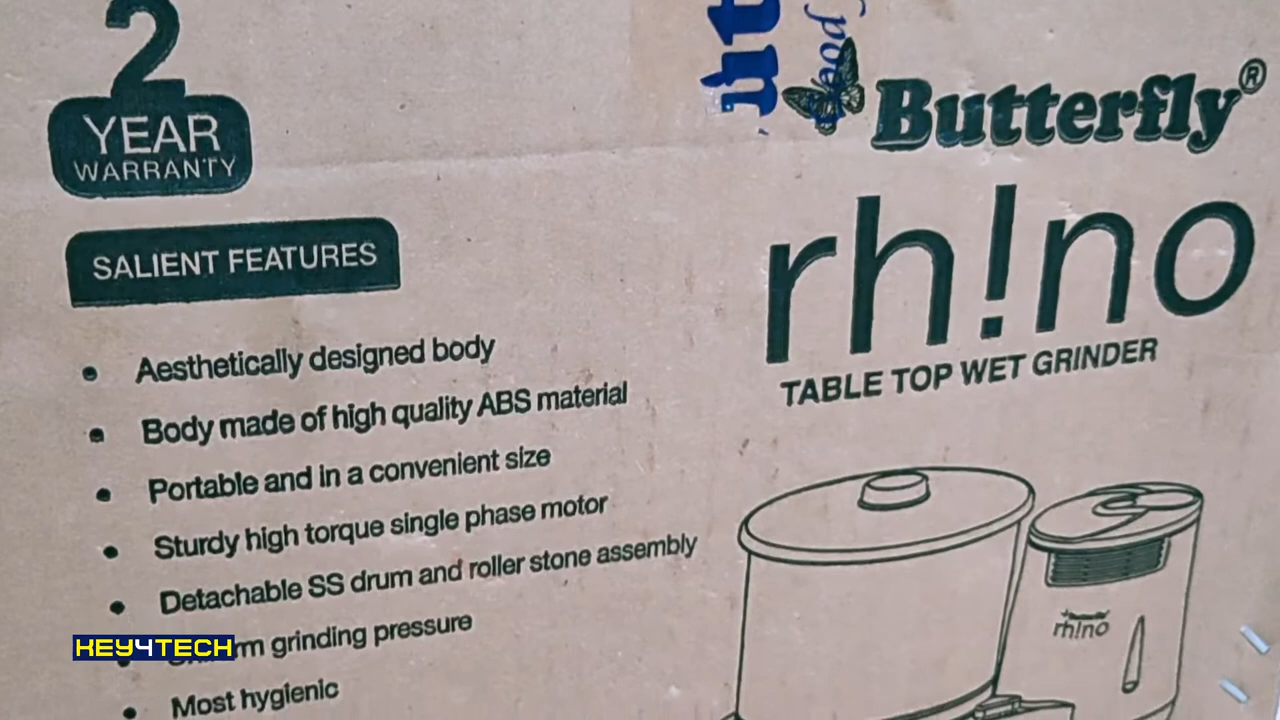 2
YEAR
WARRANTY
SALIENT FEATURES
Aesthetically designed body
Body made of high quality ABS material
Portable and in a convenient size
Sturdy high torque single phase motor
Detachable SS drum and roller stone assembly
grinding pressure
Most hygienic
KEY4TECH
Butterfly®
rh!no
TABLE TOP WET GRINDER
rh!no